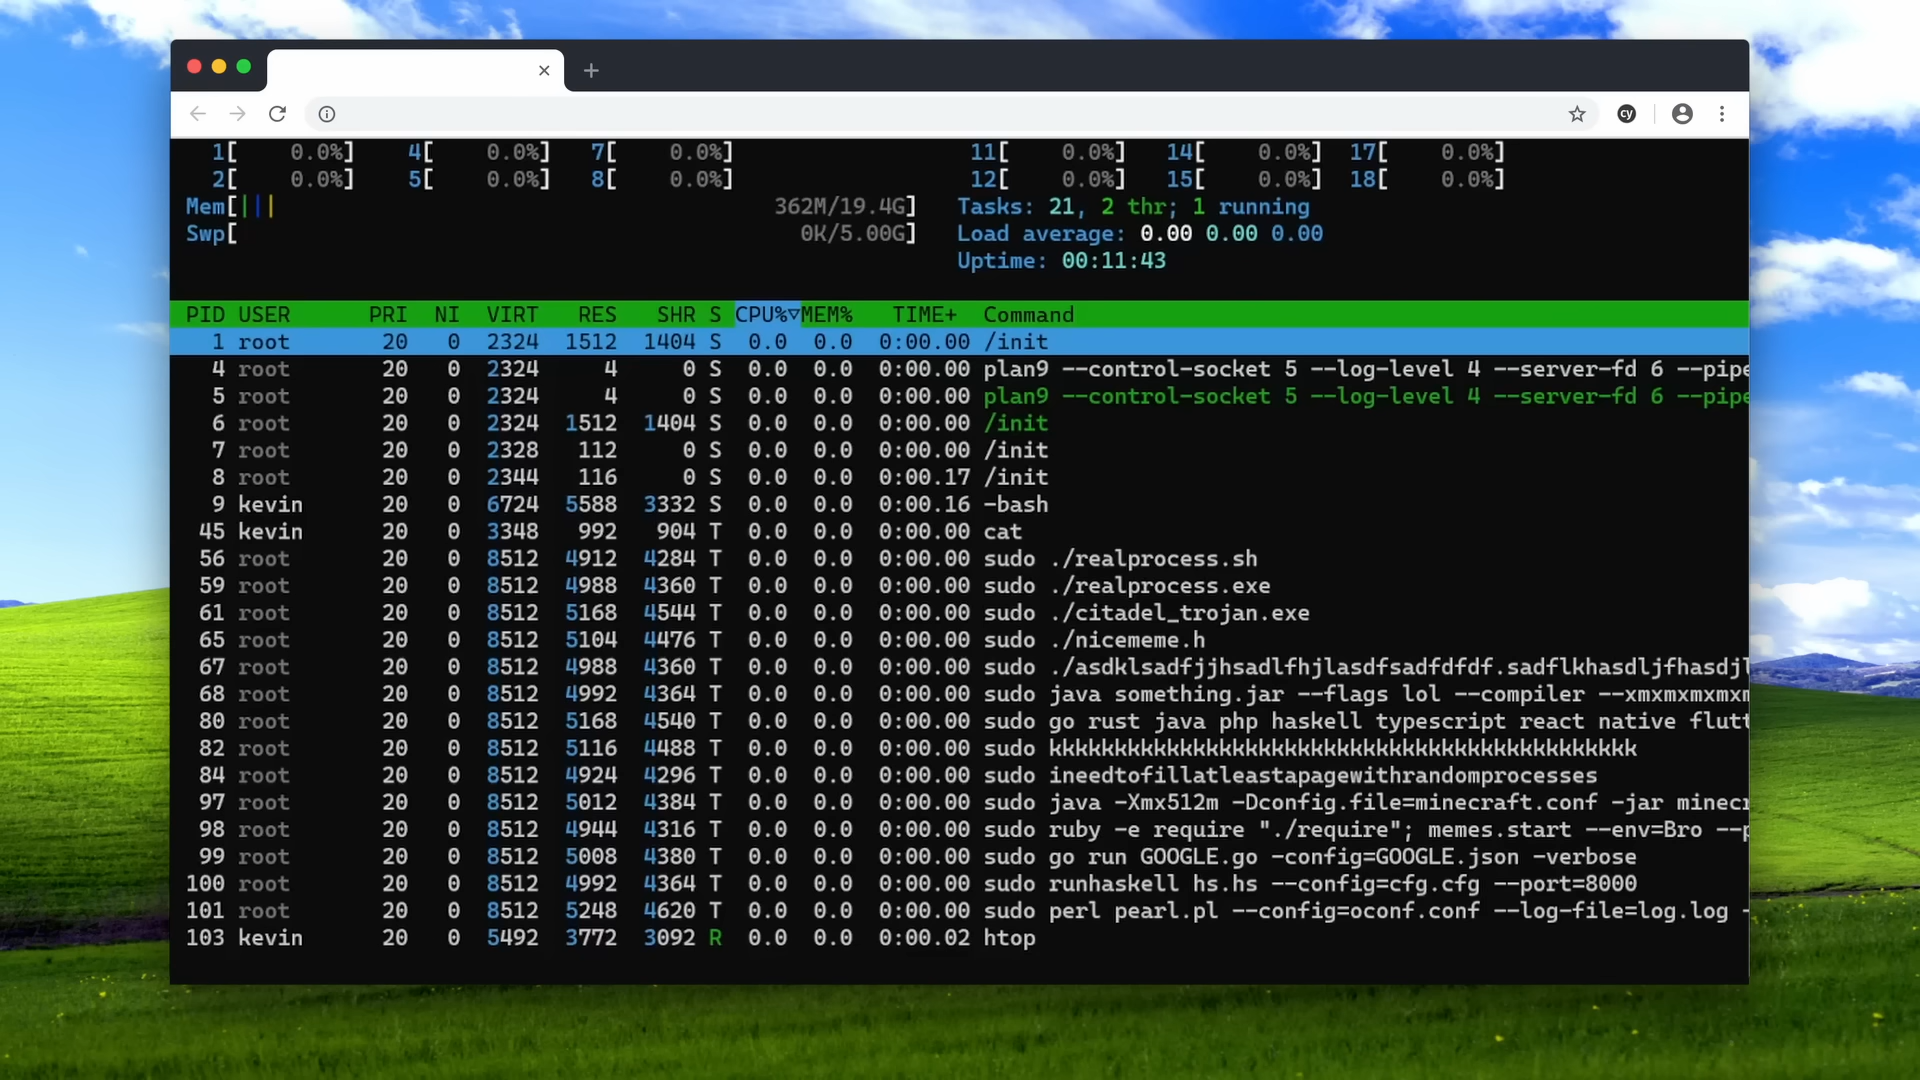 cy
1[ 0.0%] 4[ 0.0%] 7[ 0.0%] 11[ 0.0%] 14[ 0.0%] 17[ 0.0%]
2[ 0.0%] 5[ 0.0%] 8[ 0.0%] 12[ 0.0%] 15[ 0.0%] 18[ 0.0%]
Mem[||| 362M/19.4G] Tasks: 21, 2 thr; 1 running
Swp[ 0K/5.00G] Load average: 0.00 0.00 0.00
Uptime: 00:11:43
PID USER PRI NI VIRT RES SHR S CPU%▽MEM% TIME+ Command
1 root 20 0 2324 1512 1404 S 0.0 0.0 0:00.00 /init
4 root 20 0 2324 4 0 S 0.0 0.0 0:00.00 plan9 --control-socket 5 --log-level 4 --server-fd 6 --pipe
5 root 20 0 2324 4 0 S 0.0 0.0 0:00.00 plan9 --control-socket 5 --log-level 4 --server-fd 6 --pipe
6 root 20 0 2324 1512 1404 S 0.0 0.0 0:00.00 /init
7 root 20 0 2328 112 0 S 0.0 0.0 0:00.00 /init
8 root 20 0 2344 116 0 S 0.0 0.0 0:00.17 /init
9 kevin 20 0 6724 5588 3332 S 0.0 0.0 0:00.16 -bash
45 kevin 20 0 3348 992 904 T 0.0 0.0 0:00.00 cat
56 root 20 0 8512 4912 4284 T 0.0 0.0 0:00.00 sudo ./realprocess.sh
59 root 20 0 8512 4988 4360 T 0.0 0.0 0:00.00 sudo ./realprocess.exe
61 root 20 0 8512 5168 4544 T 0.0 0.0 0:00.00 sudo ./citadel_trojan.exe
65 root 20 0 8512 5104 4476 T 0.0 0.0 0:00.00 sudo ./nicememe.h
67 root 20 0 8512 4988 4360 T 0.0 0.0 0:00.00 sudo ./asdklsadfjjhsadlfhjlasdfsadfdfdf.sadflkhasdljfhasdjl
68 root 20 0 8512 4992 4364 T 0.0 0.0 0:00.00 sudo java something.jar --flags lol --compiler --xmxmxmxmxm
80 root 20 0 8512 5168 4540 T 0.0 0.0 0:00.00 sudo go rust java php haskell typescript react native flutt
82 root 20 0 8512 5116 4488 T 0.0 0.0 0:00.00 sudo kkkkkkkkkkkkkkkkkkkkkkkkkkkkkkkkkkkkkkkkkkkkk
84 root 20 0 8512 4924 4296 T 0.0 0.0 0:00.00 sudo ineedtofillatleastapagewithrandomprocesses
97 root 20 0 8512 5012 4384 T 0.0 0.0 0:00.00 sudo java -Xmx512m -Dconfig.file=minecraft.conf -jar minecr
98 root 20 0 8512 4944 4316 T 0.0 0.0 0:00.00 sudo ruby -e require "./require"; memes.start --env=Bro --p
99 root 20 0 8512 5008 4380 T 0.0 0.0 0:00.00 sudo go run GOOGLE.go -config=GOOGLE.json -verbose
100 root 20 0 8512 4992 4364 T 0.0 0.0 0:00.00 sudo runhaskell hs.hs --config=cfg.cfg --port=8000
101 root 20 0 8512 5248 4620 T 0.0 0.0 0:00.00 sudo perl pearl.pl --config=oconf.conf --log-file=log.log -
103 kevin 20 0 5492 3772 3092 R 0.0 0.0 0:00.02 htop